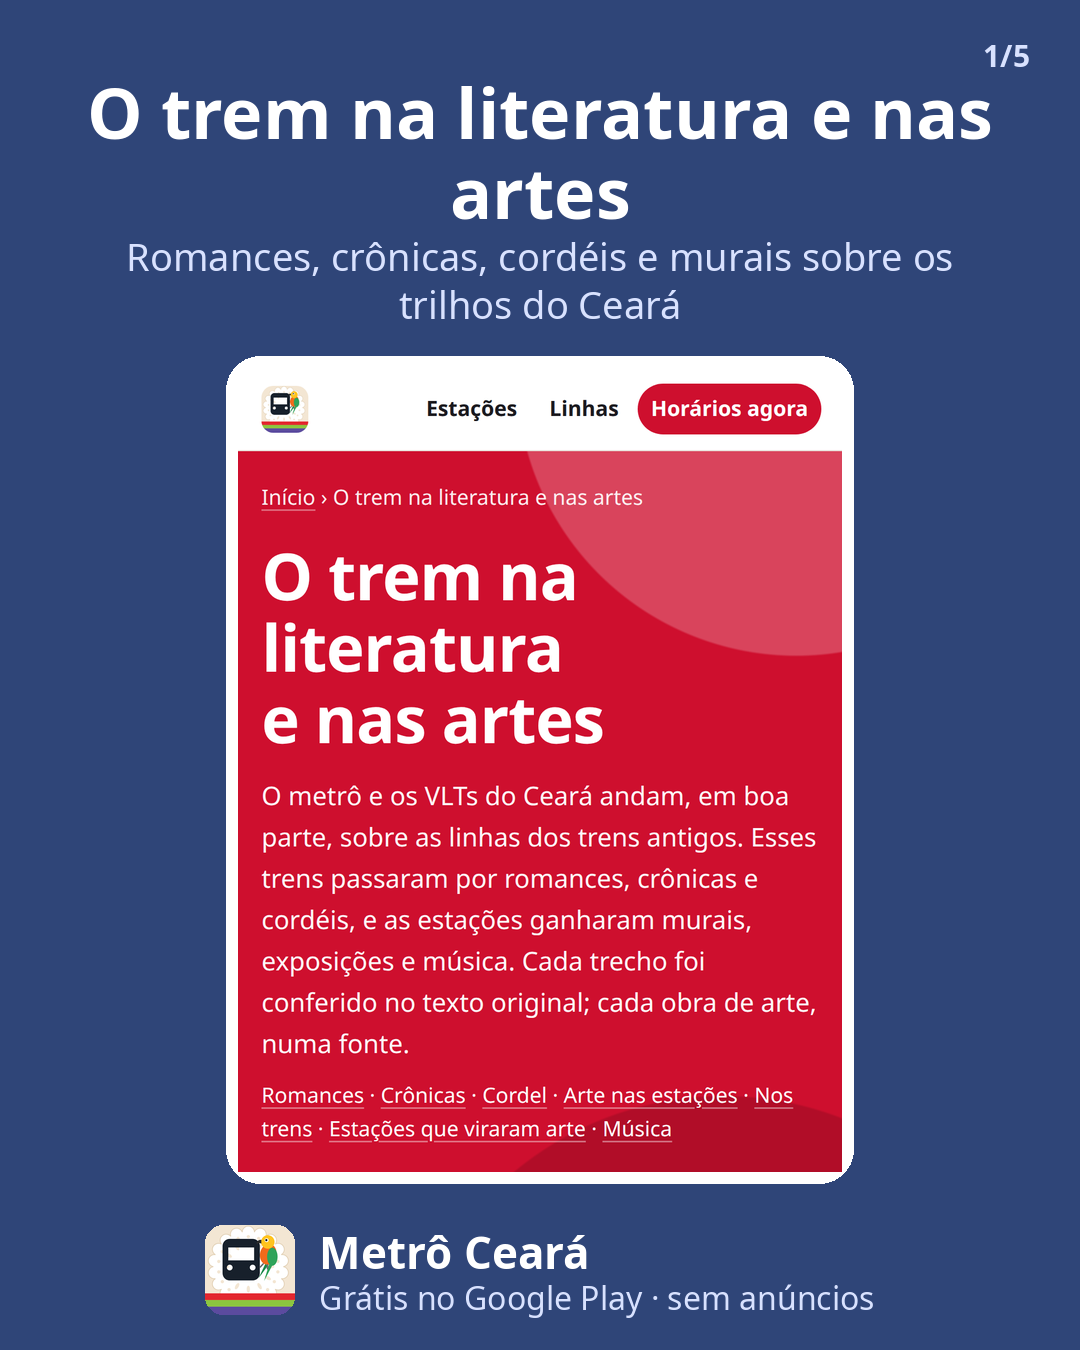 1/5
O trem na literatura e nas
artes
Romances, crônicas, cordéis e murais sobre os
trilhos do Ceará
Estações Linhas Horários agora
Início › O trem na literatura e nas artes
O trem na
literatura
e nas artes
O metrô e os VLTs do Ceará andam, em boa
parte, sobre as linhas dos trens antigos. Esses
trens passaram por romances, crônicas e
cordéis, e as estações ganharam murais,
exposições e música. Cada trecho foi
conferido no texto original; cada obra de arte,
numa fonte.
Romances · Crônicas · Cordel · Arte nas estações · Nos
trens · Estações que viraram arte · Música
Metrô Ceará
Grátis no Google Play · sem anúncios